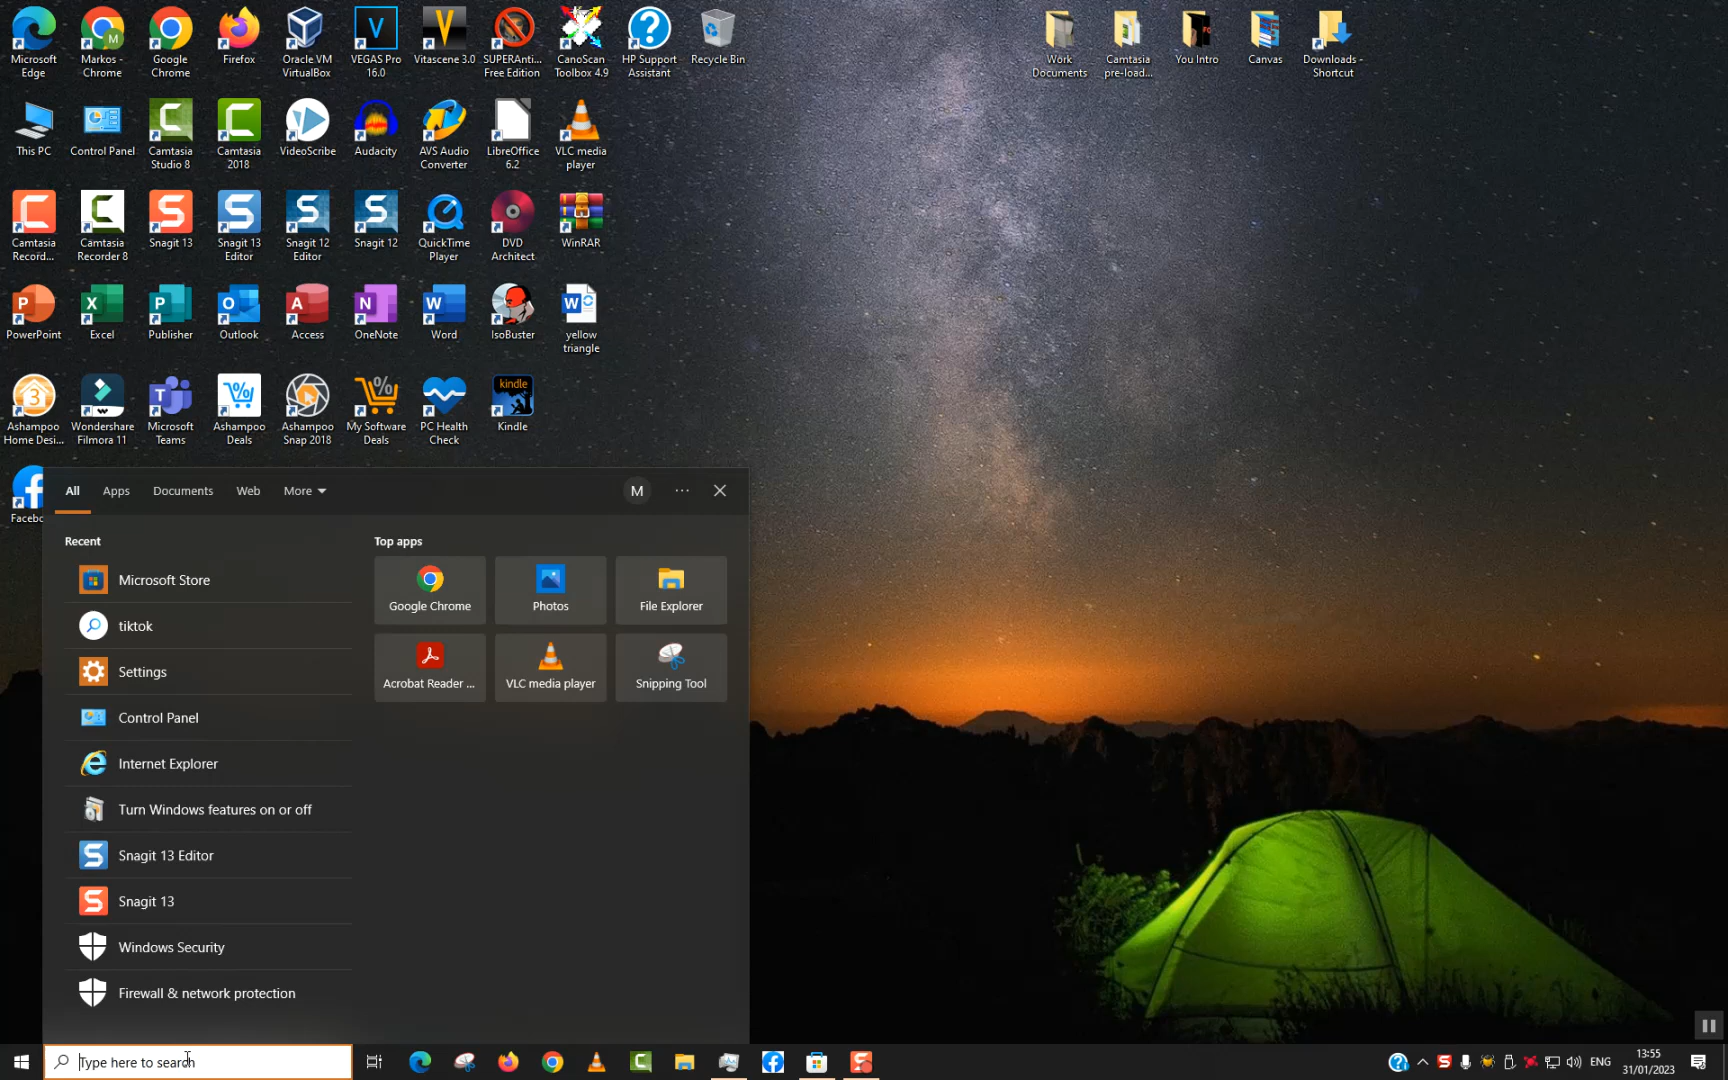 Microsoft
Edge
Markos -
Chrome
Google
Chrome
Firefox
Oracle VM
VirtualBox
VEGAS Pro
16.0
Vitascene 3.0
SUPERAnti...
Free Edition
CanoScan
Toolbox 4.9
HP Support
Assistant
Recycle Bin
Work
Documents
Camtasia
pre-load...
You Intro
Canvas
Downloads -
Shortcut
This PC
Control Panel
Camtasia
Studio 8
Camtasia
2018
VideoScribe
Audacity
AVS Audio
Converter
LibreOffice
6.2
VLC media
player
Camtasia
Record...
Camtasia
Recorder 8
Snagit 13
Snagit 13
Editor
Snagit 12
Editor
Snagit 12
QuickTime
Player
DVD
Architect
WinRAR
PowerPoint
Excel
Publisher
Outlook
Access
OneNote
Word
IsoBuster
yellow
triangle
Ashampoo
Home Desi...
Wondershare
Filmora 11
Microsoft
Teams
Ashampoo
Deals
Ashampoo
Snap 2018
My Software
Deals
PC Health
Check
kindle
Kindle
Facebo
All Apps Documents Web More M ...
Recent
Microsoft Store
tiktok
Settings
Control Panel
Internet Explorer
Turn Windows features on or off
Snagit 13 Editor
Snagit 13
Windows Security
Firewall & network protection
Top apps
Google Chrome
Photos
File Explorer
Acrobat Reader ...
VLC media player
Snipping Tool
Type here to search
ENG
13:55
31/01/2023